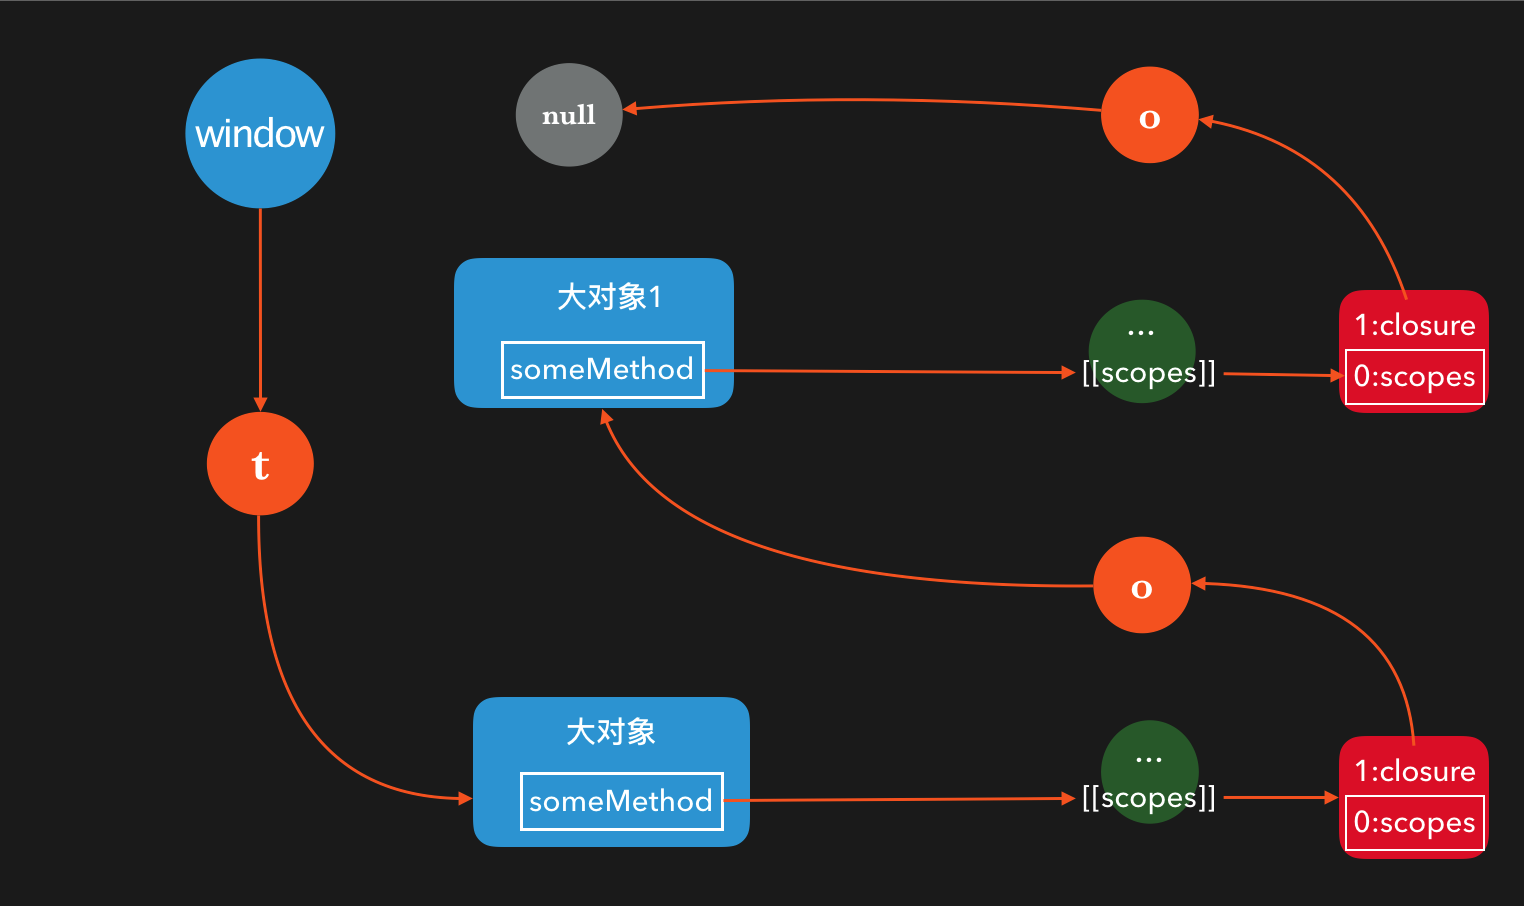 window
null
o
大对象1
someMethod
...
[[scopes]]
1:closure
0:scopes
t
o
大对象
someMethod
...
[[scopes]]
1:closure
0:scopes